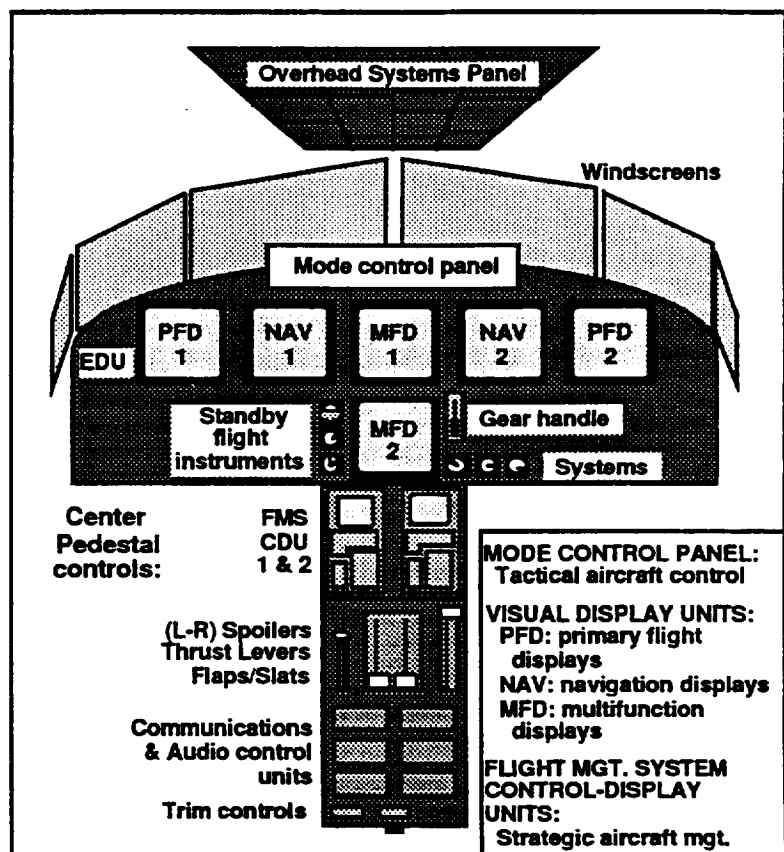 Overhead Systems Panel
Windscreens
Mode control panel
PFD
1
NAV
1
MFD
1
NAV
2
PFD
2
EDU
Standby
flight
instruments
MFD
2
Gear handle
Systems
Center
Pedestal
controls:
FMS
CDU
1 & 2
(L-R) Spoilers
Thrust Levers
Flaps/Slats
Communications
& Audio control
units
Trim controls
MODE CONTROL PANEL:
Tactical aircraft control
VISUAL DISPLAY UNITS:
PFD: primary flight
displays
NAV: navigation displays
MFD: multifunction
displays
FLIGHT MGT. SYSTEM
CONTROL-DISPLAY
UNITS:
Strategic aircraft mgt.